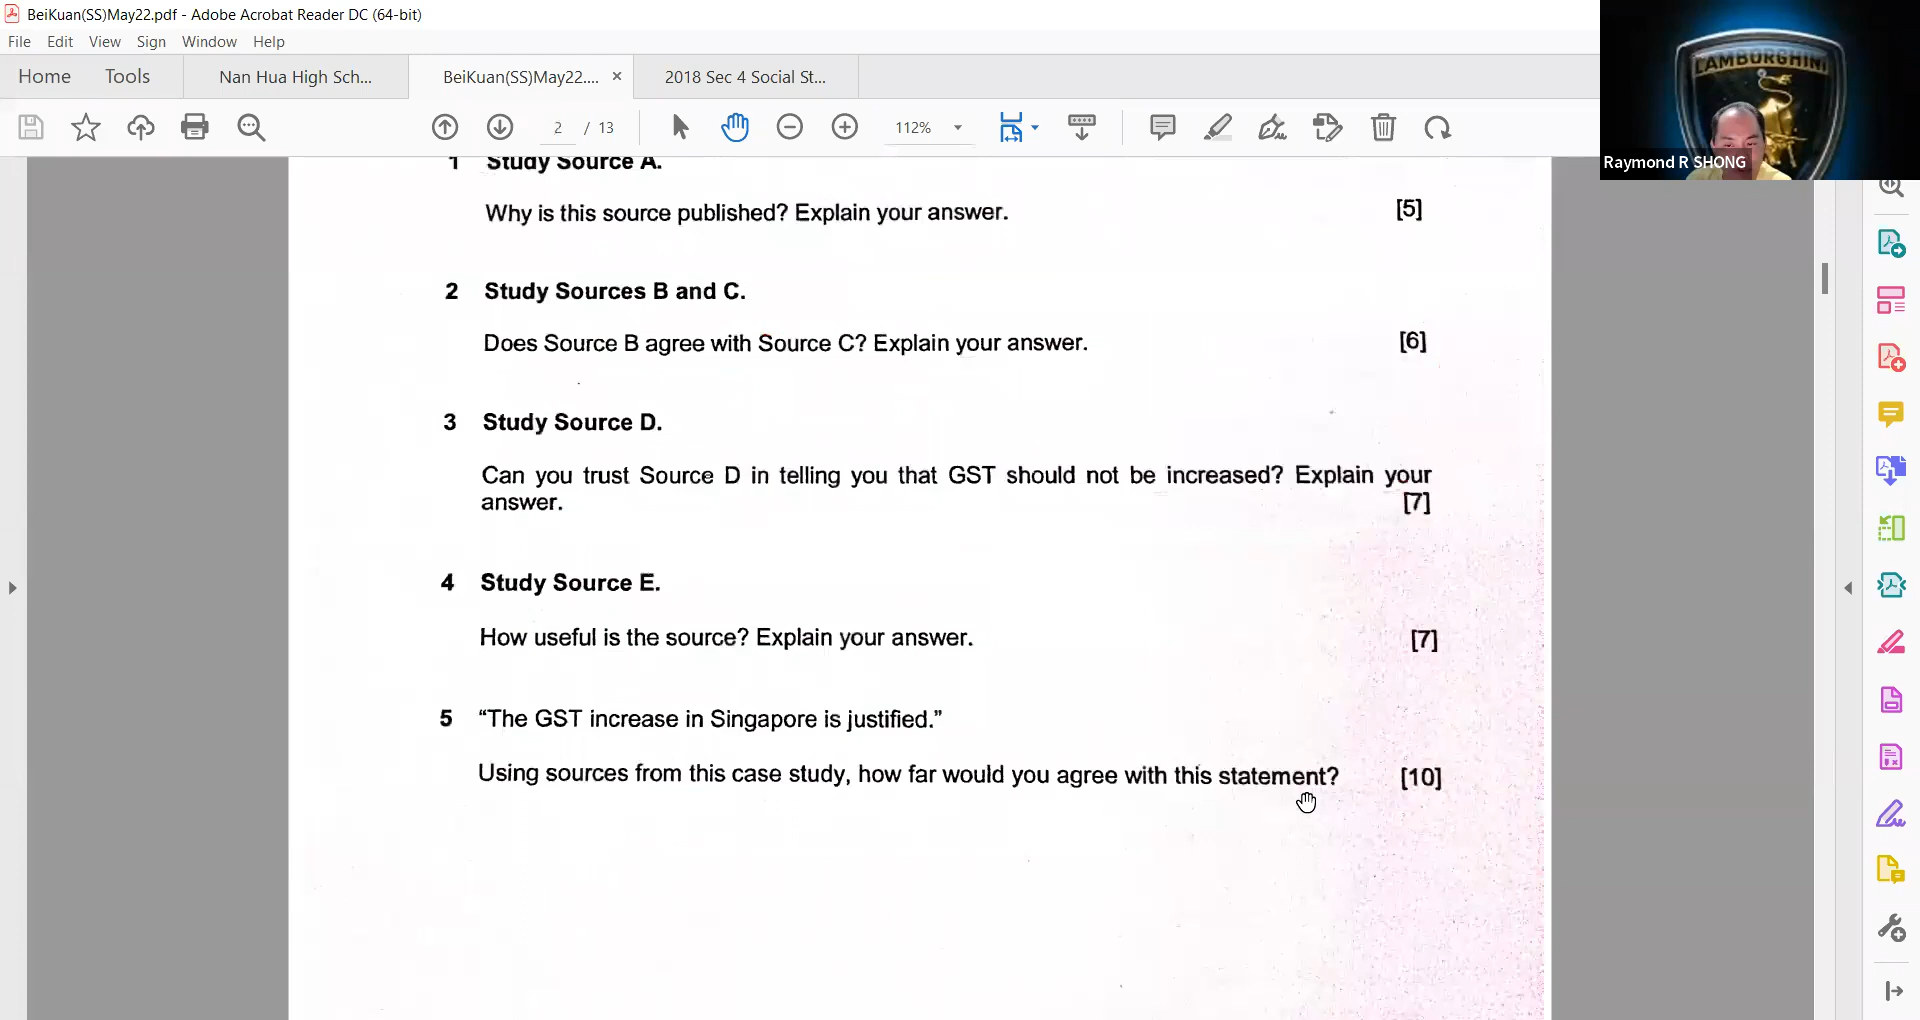 BeiKuan(SS)May22.pdf - Adobe Acrobat Reader DC (64-bit)
File Edit View Sign Window Help
Home Tools Nan Hua High Sch... BeiKuan(SS)May22.... × 2018 Sec 4 Social St...
2 / 13 112%
LAMBORGHINI
Raymond R SHONG
1 Study Source A.
Why is this source published? Explain your answer. [5]
2 Study Sources B and C.
Does Source B agree with Source C? Explain your answer. [6]
3 Study Source D.
Can you trust Source D in telling you that GST should not be increased? Explain your
answer. [7]
4 Study Source E.
How useful is the source? Explain your answer. [7]
5 “The GST increase in Singapore is justified.”
Using sources from this case study, how far would you agree with this statement? [10]